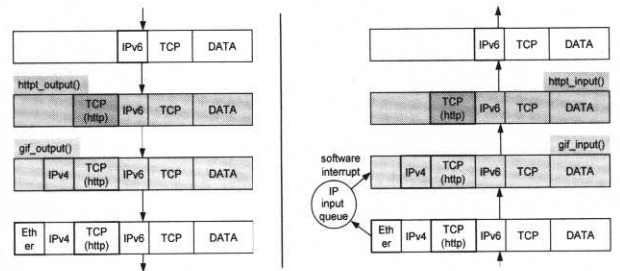 IPv6 TCP DATA
httpt_output()
TCP (http) IPv6 TCP DATA
gif_output()
IPv4 TCP (http) IPv6 TCP DATA
Eth er IPv4 TCP (http) IPv6 TCP DATA
IPv6 TCP DATA
httpt_input()
TCP (http) IPv6 TCP DATA
gif_input()
software
interrupt
IPv4 TCP (http) IPv6 TCP DATA
IP
input
queue
Eth er IPv4 TCP (http) IPv6 TCP DATA